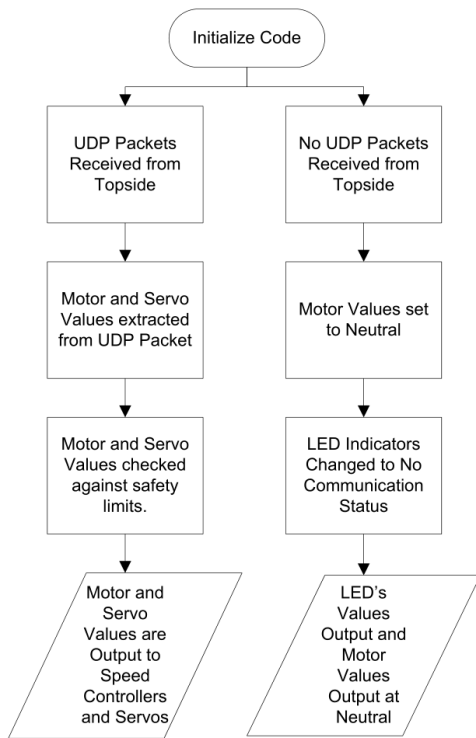 Initialize Code
UDP Packets
Received from
Topside
No UDP Packets
Received from
Topside
Motor and Servo
Values extracted
from UDP Packet
Motor Values set
to Neutral
Motor and Servo
Values checked
against safety
limits.
LED Indicators
Changed to No
Communication
Status
Motor and
Servo
Values are
Output to
Speed
Controllers
and Servos
LED's
Values
Output and
Motor
Values
Output at
Neutral